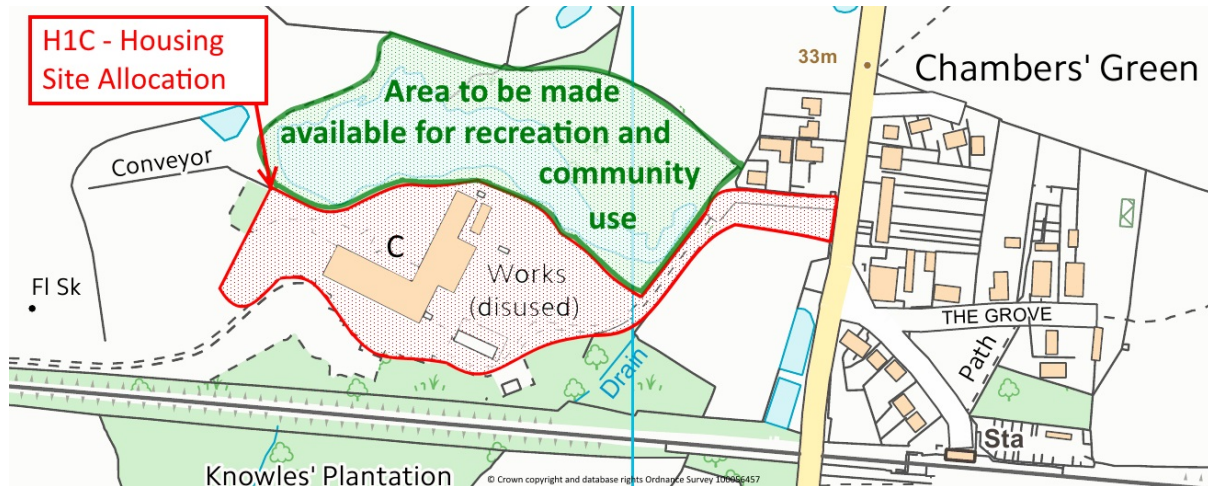 H1C - Housing
Site Allocation
Area to be made
available for recreation and
community
use
33m
Chambers' Green
Conveyor
C
Works
(disused)
Fl Sk
THE GROVE
Path
Drain
Sta
Knowles' Plantation
© Crown copyright and database rights Ordnance Survey 100056457